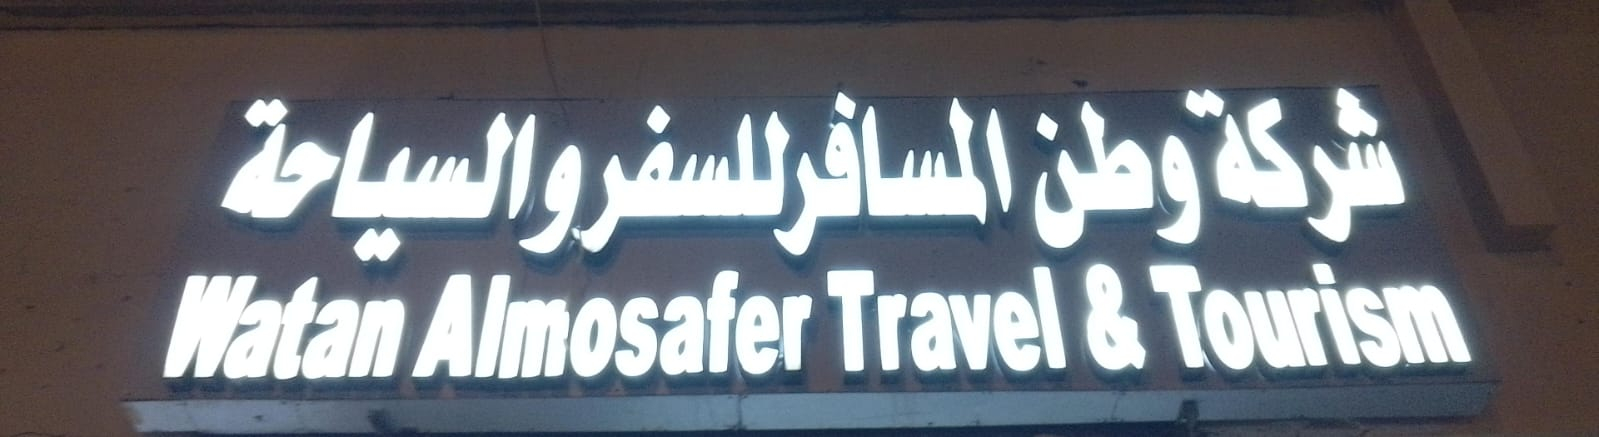 شركة وطن المسافر للسفر والسياحة
Watan Almosafer Travel & Tourism